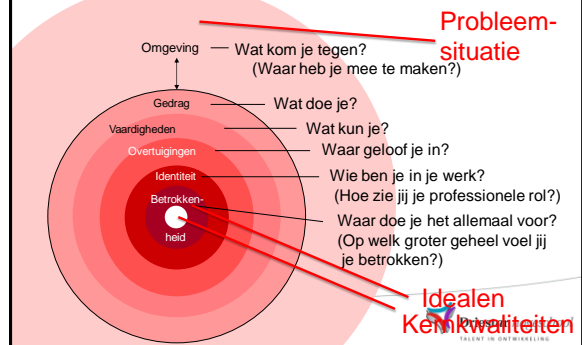 Probleem-
situatie
Omgeving
Wat kom je tegen?
(Waar heb je mee te maken?)
Gedrag
Wat doe je?
Vaardigheden
Wat kun je?
Overtuigingen
Waar geloof je in?
Identiteit
Wie ben je in je werk?
(Hoe zie jij je professionele rol?)
Betrokken-
heid
Waar doe je het allemaal voor?
(Op welk groter geheel voel jij
je betrokken?)
Idealen
Kernkwaliteiten
TALENT IN ONTWIKKELING